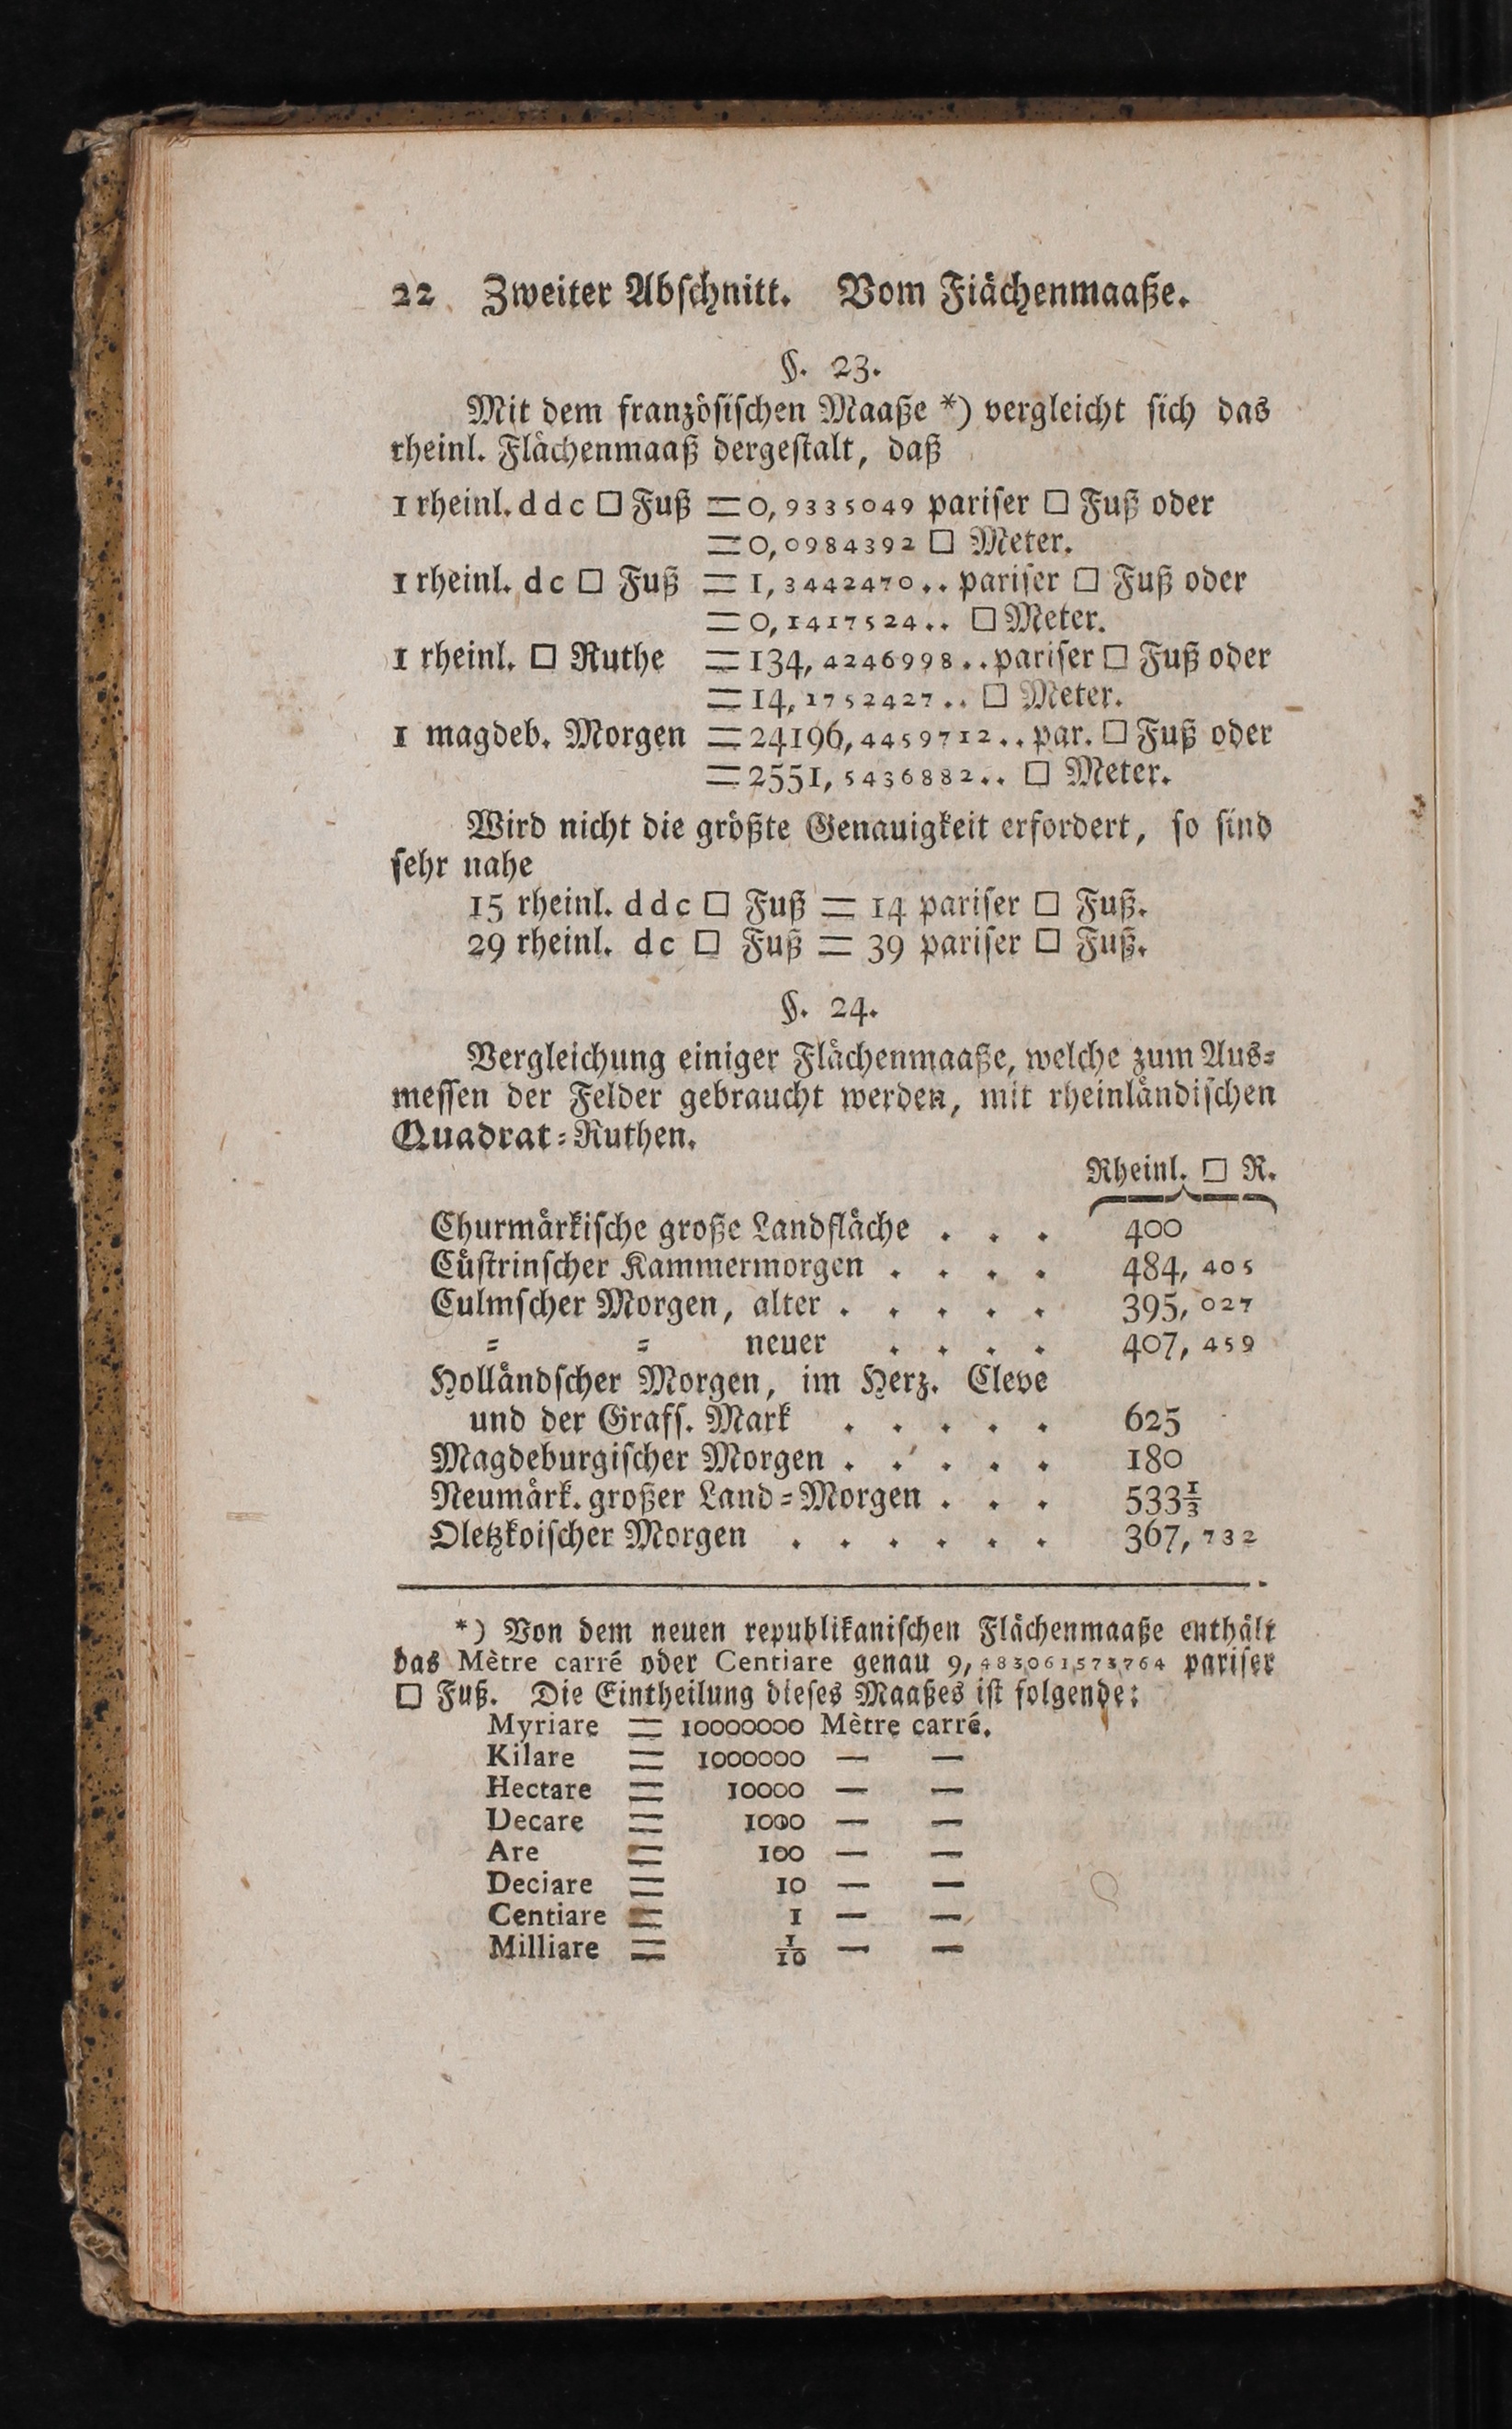 22 Zweiter Abſchnitt. Vom Fiächenmaaße.
§. 23.
Mit dem franzöſiſchen Maaße *) vergleicht ſich das
rheinl. Flächenmaaß dergeſtalt, daß
1 rheinl. d d c □ Fuß = 0,9335049 pariſer □ Fuß oder
= 0,0984392 □ Meter.
1 rheinl. d c □ Fuß = 1,3442470.. pariſer □ Fuß oder
= 0,1417524.. □ Meter.
1 rheinl. □ Ruthe = 134,4246998.. pariſer □ Fuß oder
= 14,1752427.. □ Meter.
1 magdeb. Morgen = 24196,4459712.. par. □ Fuß oder
= 2551,5436882.. □ Meter.
Wird nicht die größte Genauigkeit erfordert, ſo ſind
ſehr nahe
15 rheinl. d d c □ Fuß = 14 pariſer □ Fuß.
29 rheinl. d c □ Fuß = 39 pariſer □ Fuß.
§. 24.
Vergleichung einiger Flächenmaaße, welche zum Aus=
meſſen der Felder gebraucht werden, mit rheinländiſchen
Quadrat=Ruthen.
Rheinl. □ R.
Churmärkiſche große Landfläche . . . 400
Cüſtrinſcher Kammermorgen . . . . 484,405
Culmſcher Morgen, alter . . . . . 395,027
= = neuer . . . . 407,459
Holländſcher Morgen, im Herz. Cleve
und der Grafſ. Mark . . . . . 625
Magdeburgiſcher Morgen . . . . . 180
Neumärk. großer Land=Morgen . . . 533⅓
Oletzkoiſcher Morgen . . . . . . 367,732
*) Von dem neuen republikaniſchen Flächenmaaße enthält
das Mètre carré oder Centiare genau 9,483061573764 pariſer
□ Fuß. Die Eintheilung dieſes Maaßes iſt folgende:
Myriare = 10000000 Mètre carré.
Kilare = 1000000 — —
Hectare = 10000 — —
Decare = 1000 — —
Are = 100 — —
Deciare = 10 — —
Centiare = 1 — —
Milliare = 1/10 — —